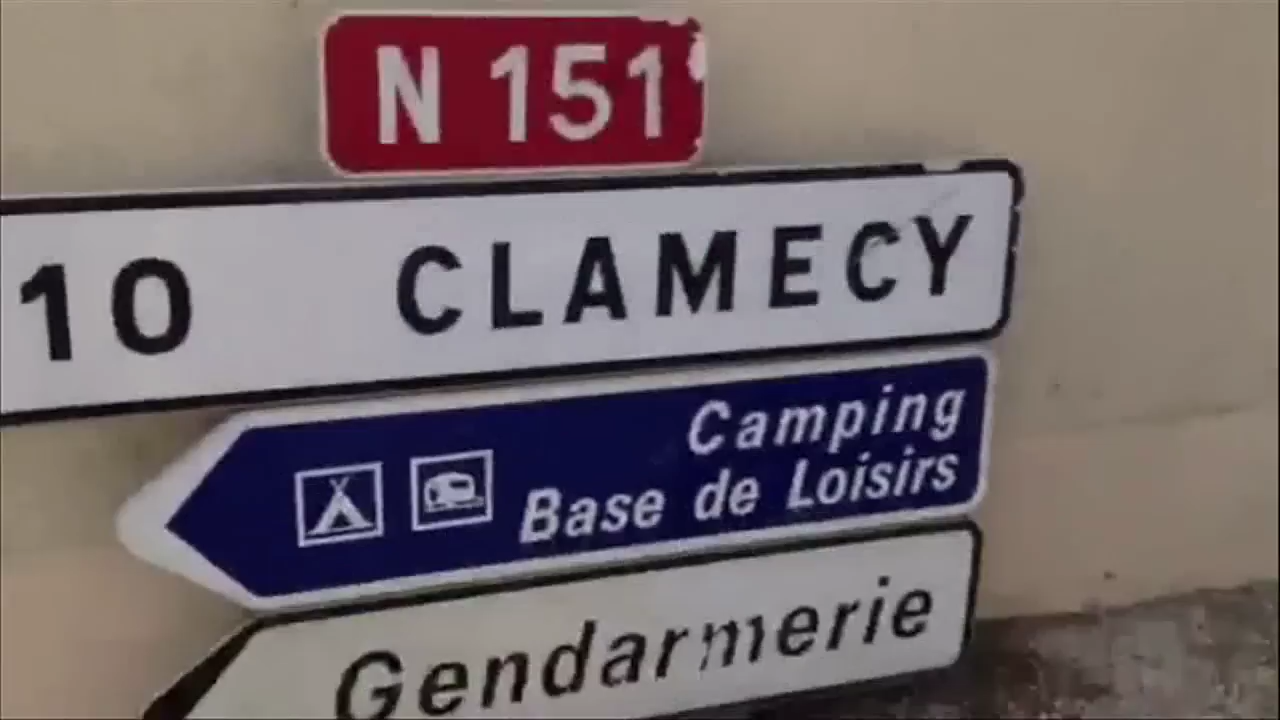 N 151
10 CLAMECY
Camping
Base de Loisirs
Gendarmerie